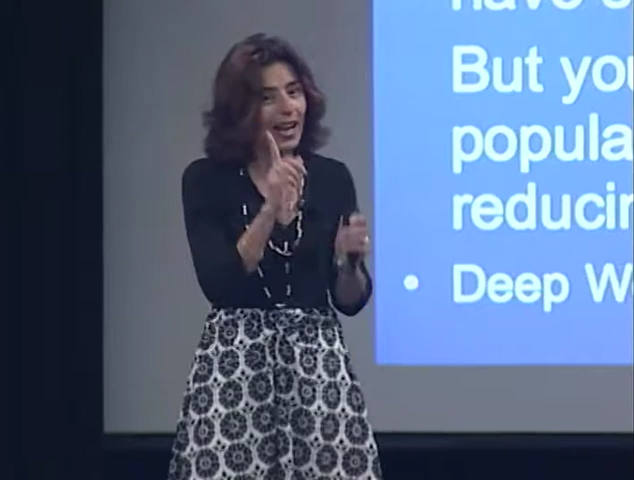 But you
popula
reducin
• Deep W